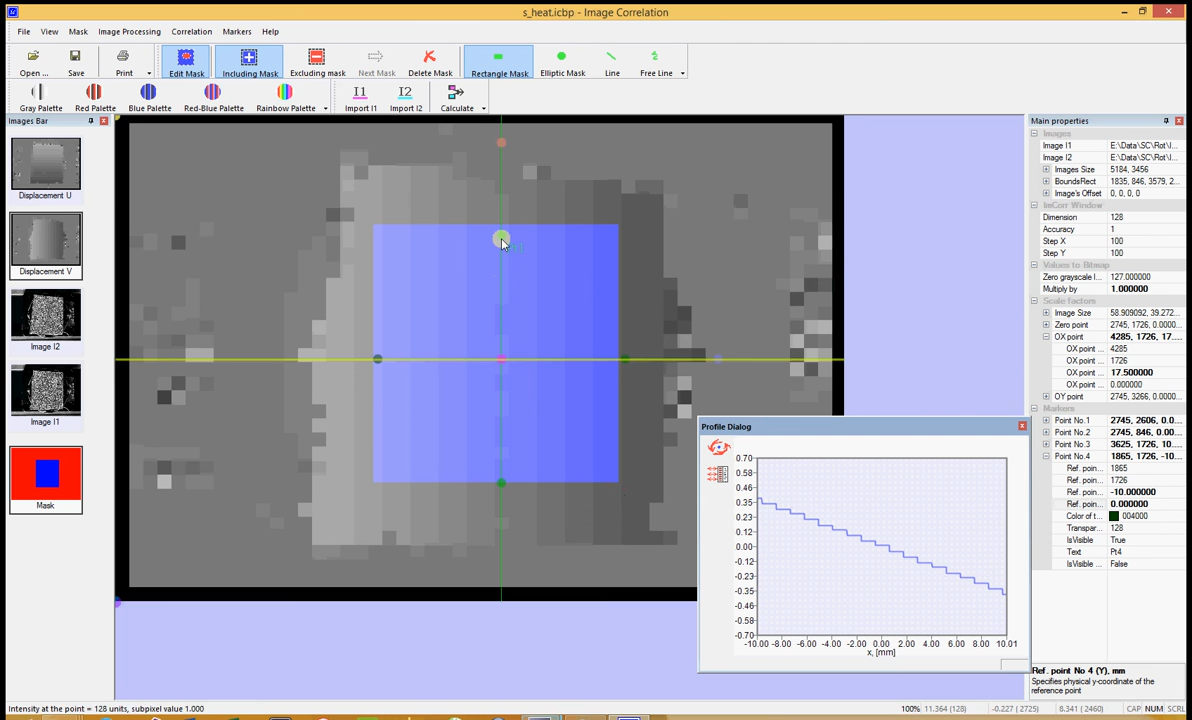 s_heat.icbp - Image Correlation
File View Mask Image Processing Correlation Markers Help
Open ... Save Print Edit Mask Including Mask Excluding mask Next Mask Delete Mask Rectangle Mask Elliptic Mask Line Free Line
Gray Palette Red Palette Blue Palette Red-Blue Palette Rainbow Palette I1 Import I1 I2 Import I2 Calculate
Images Bar
Displacement U
Displacement V
Image I2
Image I1
Mask
Main properties
Images
Image I1 E:\Data\SC\Rot\I...
Image I2 E:\Data\SC\Rot\I...
Images Size 5184, 3456
BoundsRect 1835, 846, 3579, 2...
Image's Offset 0, 0, 0, 0
ImCorr Window
Dimension 128
Accuracy 1
Step X 100
Step Y 100
Values to Bitmap
Zero grayscale l... 127.000000
Multiply by 1.000000
Scale factors
Image Size 58.909092, 39.272...
Zero point 2745, 1726, 0.0000...
OX point 4285, 1726, 17....
OX point ... 4285
OX point ... 1726
OX point ... 17.500000
OX point ... 0.000000
OY point 2745, 3266, 0.0000...
Markers
Point No.1 2745, 2606, 0.0...
Point No.2 2745, 846, 0.00...
Point No.3 3625, 1726, 10....
Point No.4 1865, 1726, -10...
Ref. poin... 1865
Ref. poin... 1726
Ref. poin... -10.000000
Ref. poin... 0.000000
Color of t... 004000
Transpar... 128
IsVisible True
Text Pt4
IsVisible ... False
Ref. point No 4 (Y), mm
Specifies physical y-coordinate of the
reference point
Profile Dialog
0.70
0.58
0.46
0.35
0.23
0.12
0.00
-0.12
-0.23
-0.35
-0.46
-0.58
-0.70
-10.00 -8.00 -6.00 -4.00 -2.00 0.00 2.00 4.00 6.00 8.00 10.01
x, [mm]
Intensity at the point = 128 units, subpixel value 1.000
100% 11.364 (128) -0.227 (2725) 8.341 (2460) CAP NUM SCRL